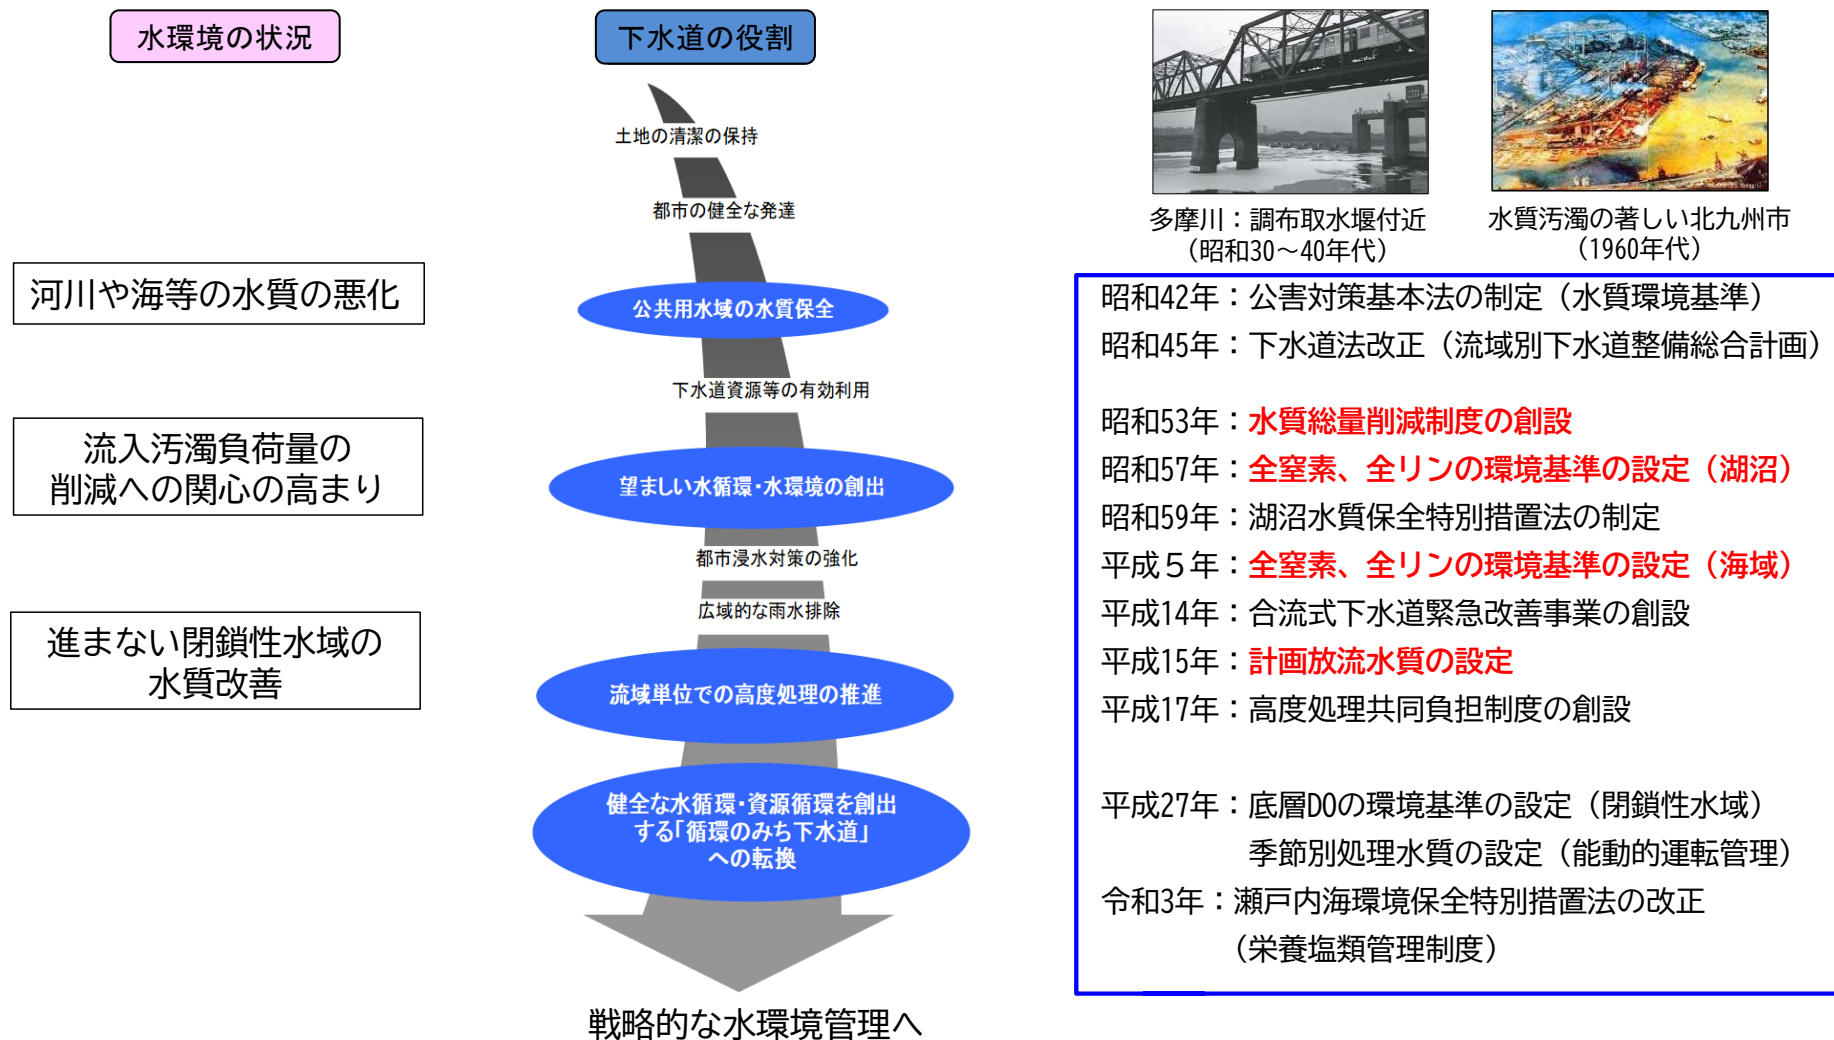 水環境の状況
下水道の役割
土地の清潔の保持
都市の健全な発達
多摩川：調布取水堰付近
（昭和30～40年代）
水質汚濁の著しい北九州市
（1960年代）
河川や海等の水質の悪化
公共用水域の水質保全
下水道資源等の有効利用
流入汚濁負荷量の
削減への関心の高まり
望ましい水循環・水環境の創出
都市浸水対策の強化
広域的な雨水排除
進まない閉鎖性水域の
水質改善
流域単位での高度処理の推進
健全な水循環・資源循環を創出
する「循環のみち下水道」
への転換
戦略的な水環境管理へ
昭和42年：公害対策基本法の制定（水質環境基準）
昭和45年：下水道法改正（流域別下水道整備総合計画）
昭和53年：水質総量削減制度の創設
昭和57年：全窒素、全リンの環境基準の設定（湖沼）
昭和59年：湖沼水質保全特別措置法の制定
平成５年：全窒素、全リンの環境基準の設定（海域）
平成14年：合流式下水道緊急改善事業の創設
平成15年：計画放流水質の設定
平成17年：高度処理共同負担制度の創設
平成27年：底層DOの環境基準の設定（閉鎖性水域）
季節別処理水質の設定（能動的運転管理）
令和3年：瀬戸内海環境保全特別措置法の改正
（栄養塩類管理制度）